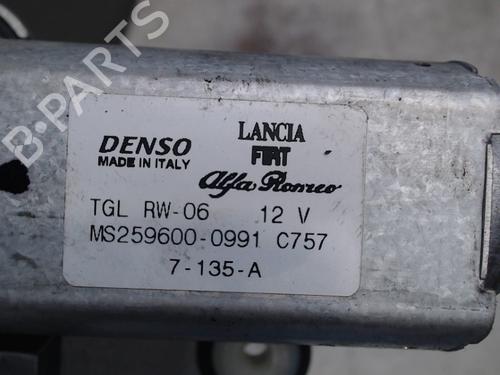 B-PARTS
DENSO
MADE IN ITALY
LANCIA
FIAT
Alfa Romeo
TGL RW-06 12 V
MS259600-0991 C757
7-135-A